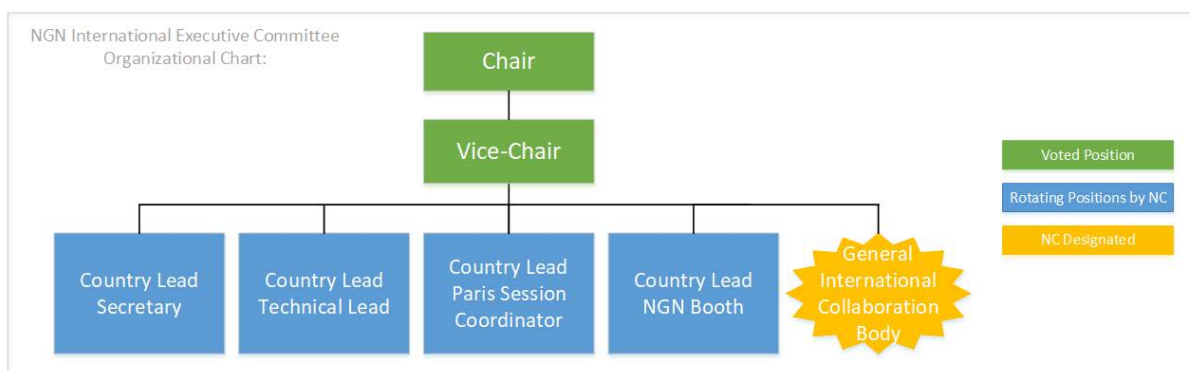 NGN International Executive Committee
Organizational Chart:
Chair
Vice-Chair
Voted Position
Rotating Positions by NC
NC Designated
Country Lead
Secretary
Country Lead
Technical Lead
Country Lead
Paris Session
Coordinator
Country Lead
NGN Booth
General
International
Collaboration
Body